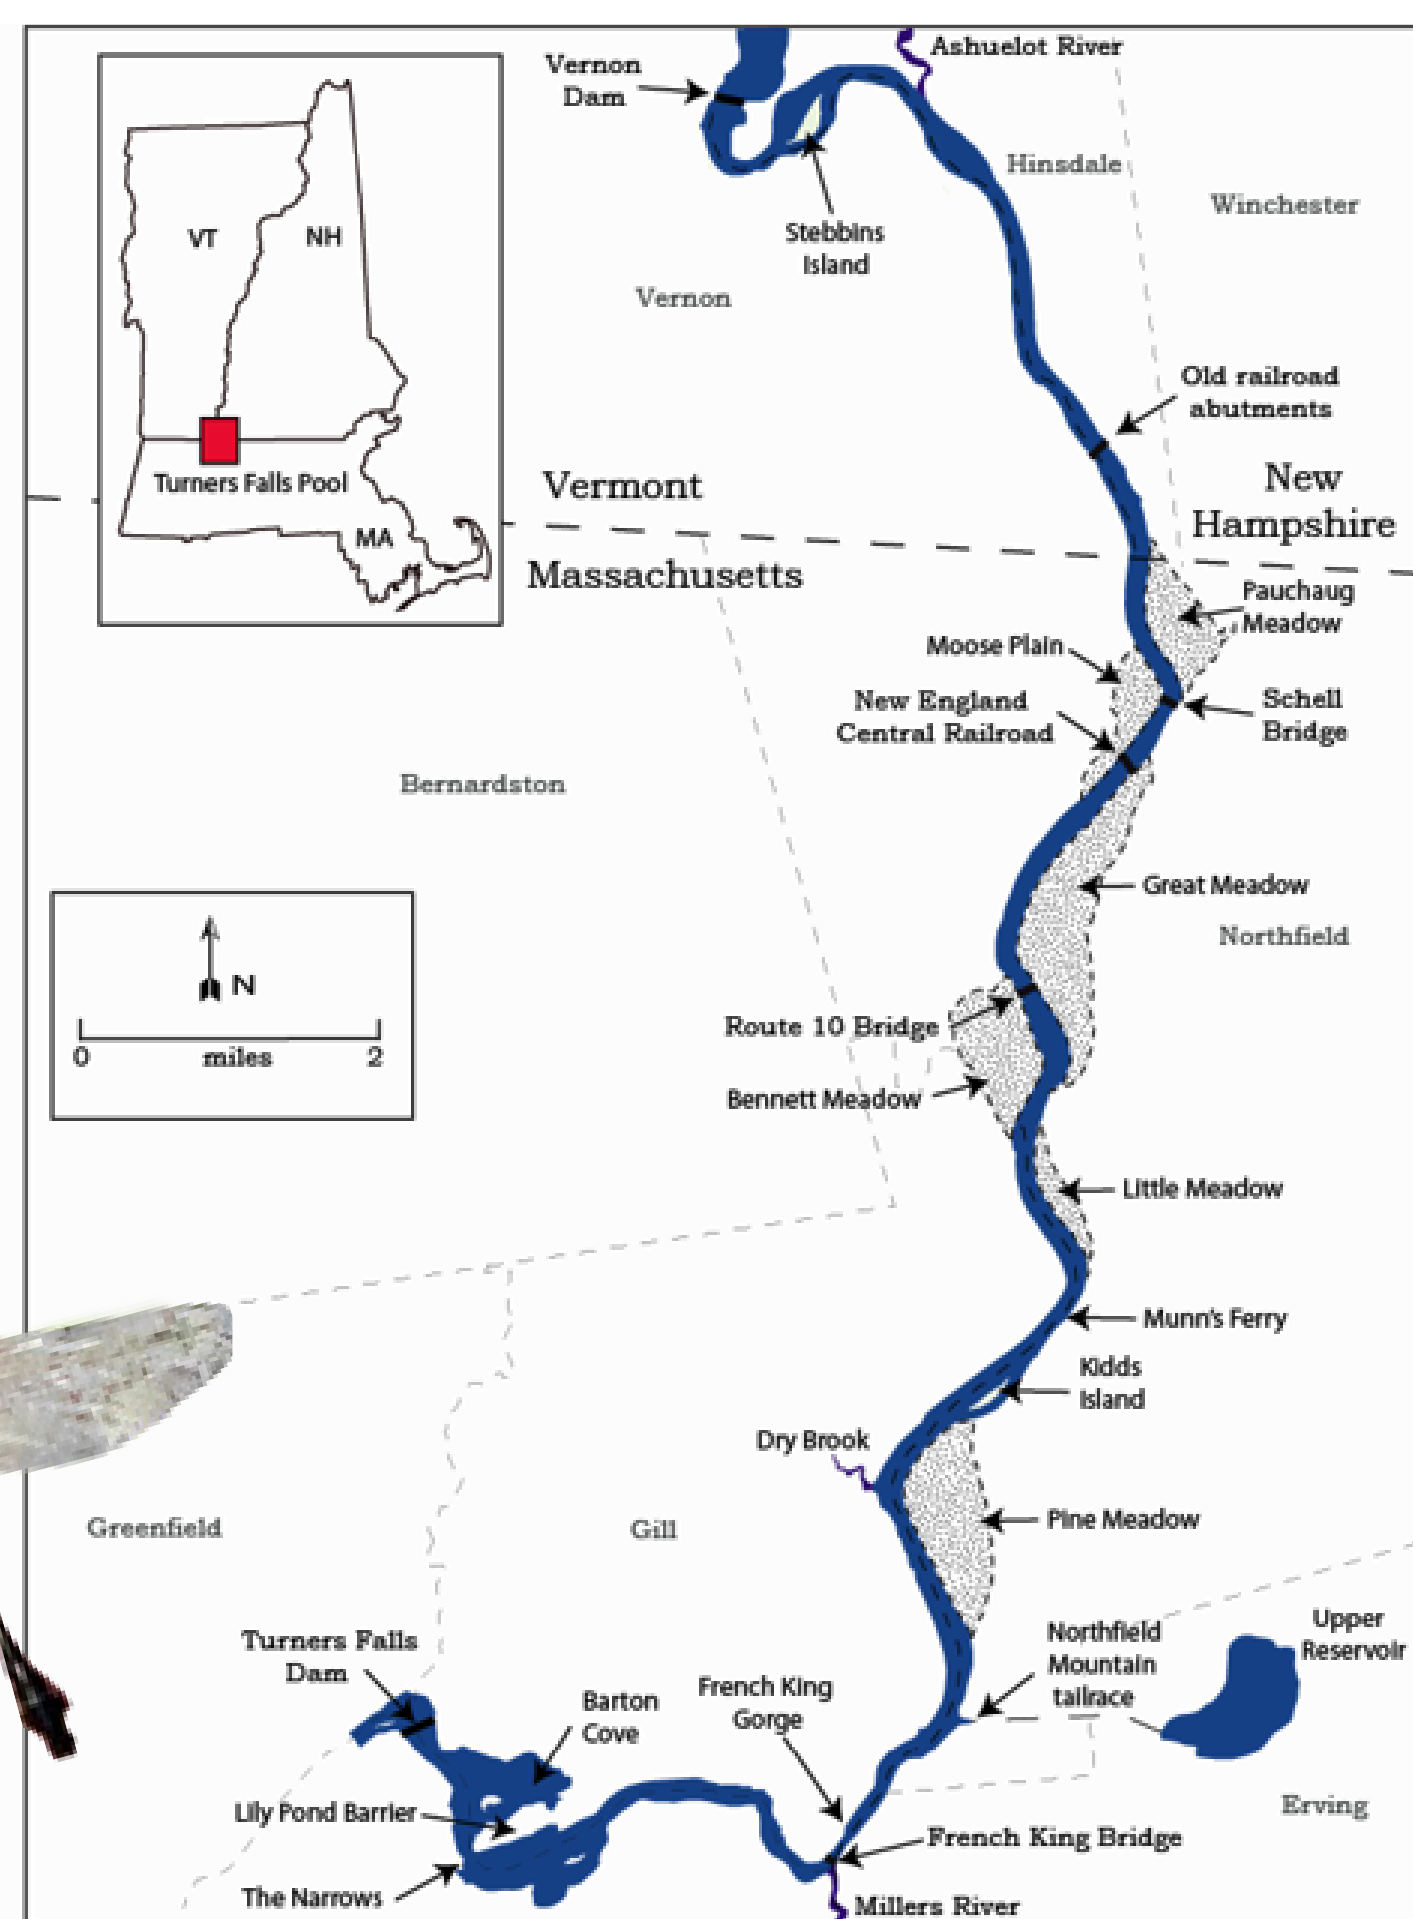 Ashuelot River
Vernon
Dam
Hinsdale
Winchester
Stebbins
Island
Vernon
VT
NH
Turners Falls Pool
MA
Old railroad
abutments
Vermont
New
Hampshire
Massachusetts
Pauchaug
Meadow
Moose Plain
New England
Central Railroad
Schell
Bridge
Bernardston
Great Meadow
Northfield
N
0 miles 2
Route 10 Bridge
Bennett Meadow
Little Meadow
Munn's Ferry
Kidds
Island
Dry Brook
Greenfield
Gill
Pine Meadow
Turners Falls
Dam
Barton
Cove
French King
Gorge
Northfield
Mountain
tailrace
Upper
Reservoir
Lily Pond Barrier
Erving
French King Bridge
The Narrows
Millers River